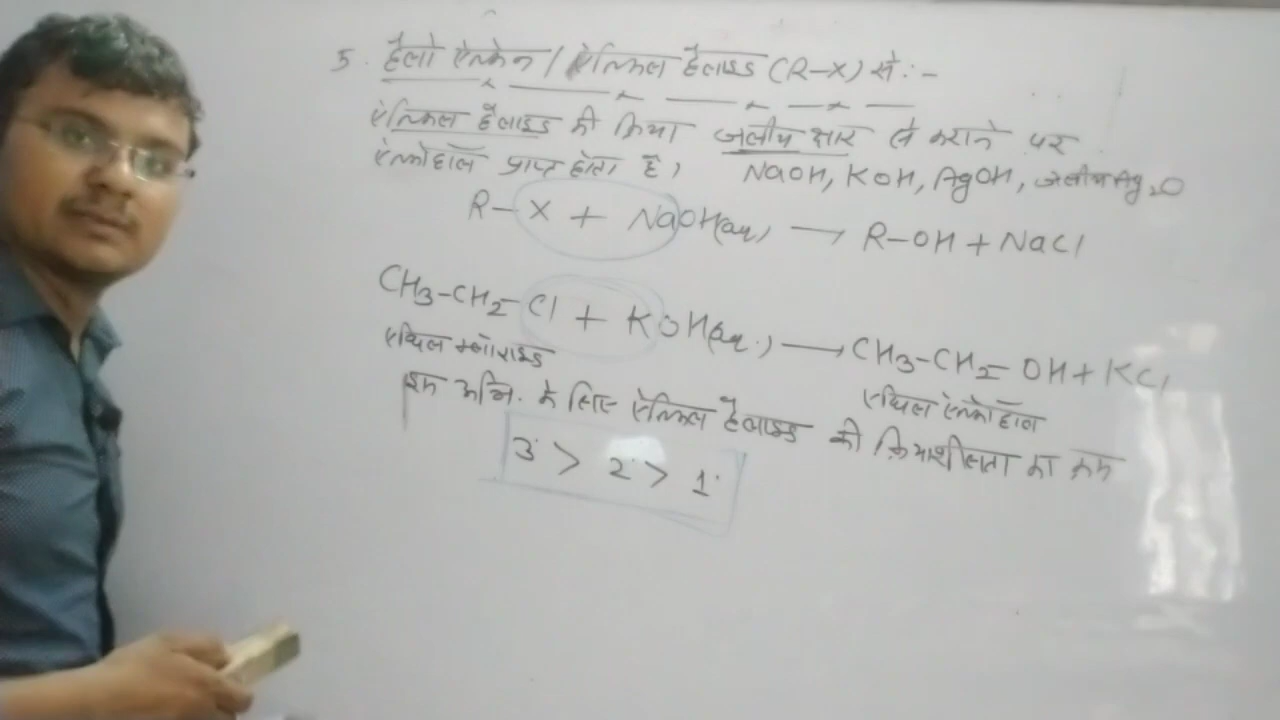 5. हैलो ऐल्केन / ऐल्किल हैलाइड (R-X) से :-
ऐल्किल हैलाइड की क्रिया जलीय क्षार से कराने पर
ऐल्कोहॉल प्राप्त होता है। NaOH, KOH, AgOH, जलीय Ag2O
R-X + NaOH(aq) → R-OH + NaCl
CH3-CH2-Cl + KOH(aq.) → CH3-CH2-OH + KCl
एथिल क्लोराइड एथिल ऐल्कोहॉल
इस अभि. के लिए ऐल्किल हैलाइड की क्रियाशीलता का क्रम
3° > 2° > 1°